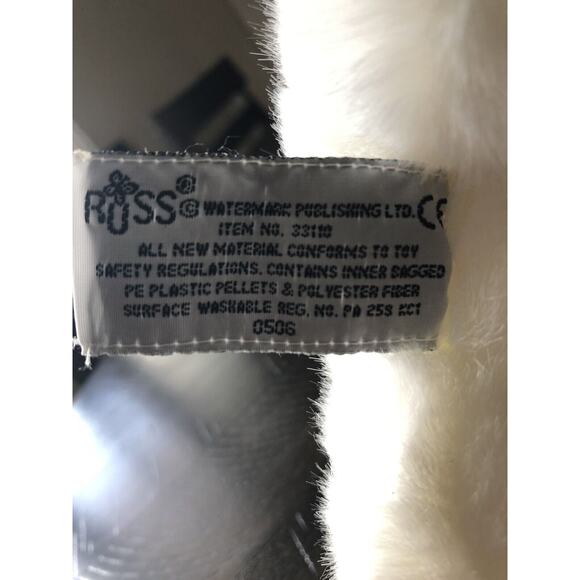 RUSS® © WATERMARK PUBLISHING LTD. CE
ITEM NO. 33110
ALL NEW MATERIAL CONFORMS TO TOY
SAFETY REGULATIONS. CONTAINS INNER BAGGED
PE PLASTIC PELLETS & POLYESTER FIBER
SURFACE WASHABLE REG. NO. PA 259 KC1
0506